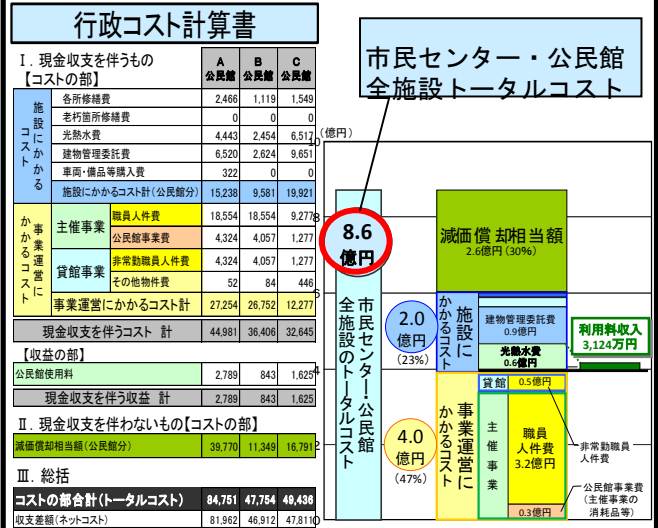 行政コスト計算書
Ⅰ. 現金収支を伴うもの
【コストの部】
A 公民館 B 公民館 C 公民館
施設にかかるコスト
各所修繕費 2,466 1,119 1,549
老朽箇所修繕費 0 0 0
光熱水費 4,443 2,454 6,517
建物管理委託費 6,520 2,624 9,651
車両・備品等購入費 322 0 0
施設にかかるコスト計(公民館分) 15,238 9,581 19,921
事業運営にかかるコスト
主催事業
職員人件費 18,554 18,554 9,277
公民館事業費 4,324 4,057 1,277
貸館事業
非常勤職員人件費 4,324 4,057 1,277
その他物件費 52 84 446
事業運営にかかるコスト計 27,254 26,752 12,277
現金収支を伴うコスト 計 44,981 36,406 32,645
【収益の部】
公民館使用料 2,789 843 1,625
現金収支を伴う収益 計 2,789 843 1,625
Ⅱ. 現金収支を伴わないもの【コストの部】
減価償却相当額(公民館分) 39,770 11,349 16,791
Ⅲ. 総括
コストの部合計(トータルコスト) 84,751 47,754 49,436
収支差額(ネットコスト) 81,962 46,912 47,811
市民センター・公民館
全施設トータルコスト
(億円)
10
8
6
4
2
0
8.6
億円
市民センター・公民館
全施設のトータルコスト
減価償却相当額
2.6億円(30%)
2.0
億円
(23%)
施設に
かかるコスト
建物管理委託費
0.9億円
光熱水費
0.6億円
利用料収入
3,124万円
4.0
億円
(47%)
事業運営に
かかるコスト
貸館 0.5億円
主催事業
職員
人件費
3.2億円
0.3億円
非常勤職員
人件費
公民館事業費
(主催事業の
消耗品等)